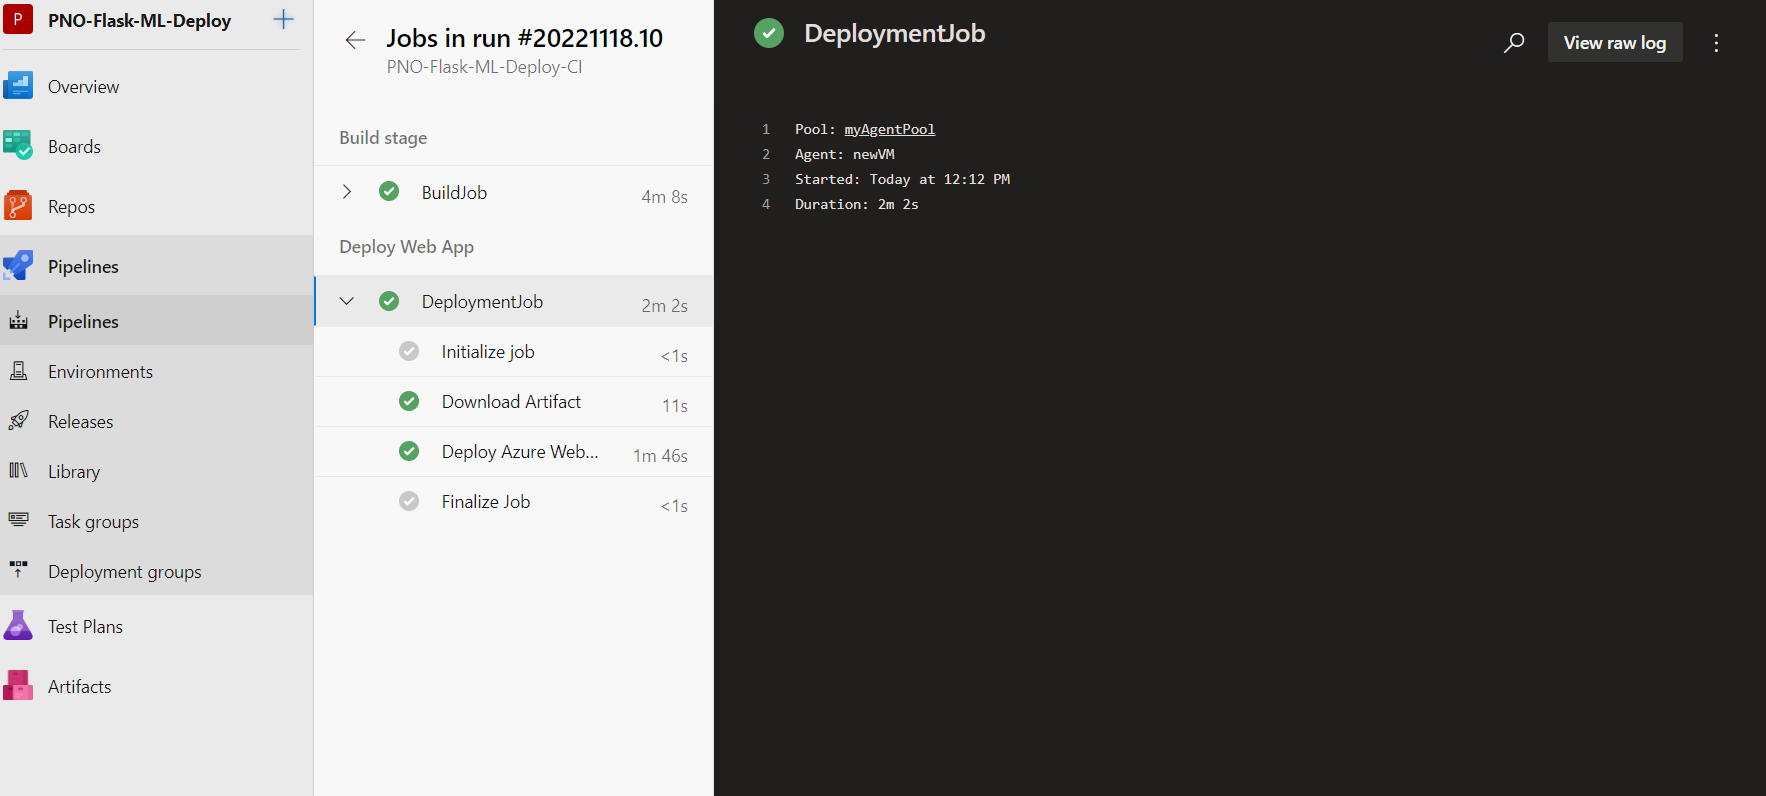 P
PNO-Flask-ML-Deploy
Overview
Boards
Repos
Pipelines
Pipelines
Environments
Releases
Library
Task groups
Deployment groups
Test Plans
Artifacts
Jobs in run #20221118.10
PNO-Flask-ML-Deploy-CI
Build stage
BuildJob 4m 8s
Deploy Web App
DeploymentJob 2m 2s
Initialize job <1s
Download Artifact 11s
Deploy Azure Web... 1m 46s
Finalize Job <1s
DeploymentJob
View raw log
1 Pool: myAgentPool
2 Agent: newVM
3 Started: Today at 12:12 PM
4 Duration: 2m 2s